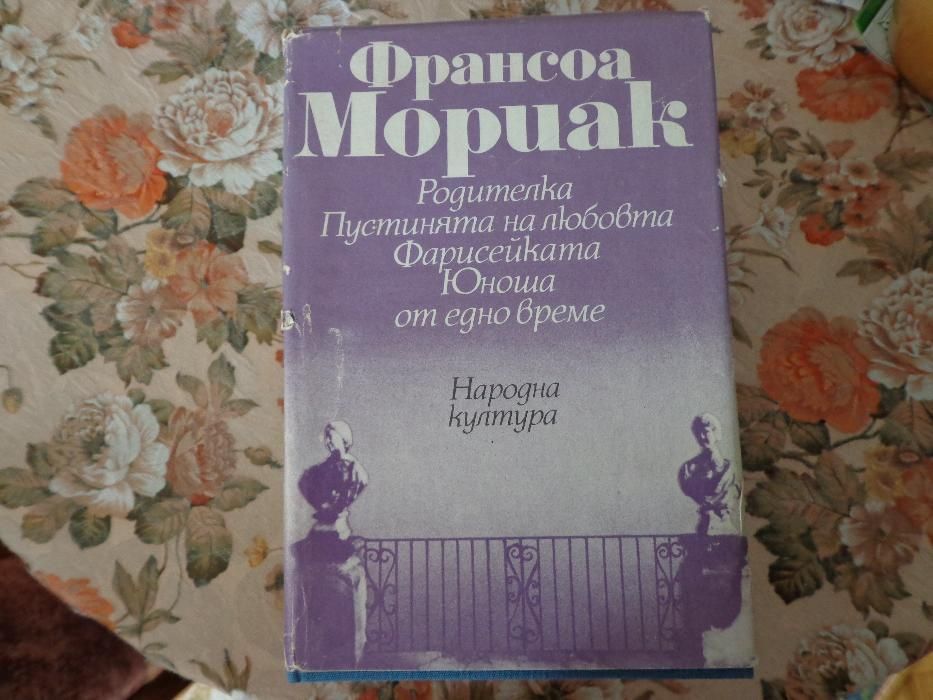 Франсоа
Мориак
Родителка
Пустинята на любовта
Фарисейката
Юноша
от едно време
Народна
култура